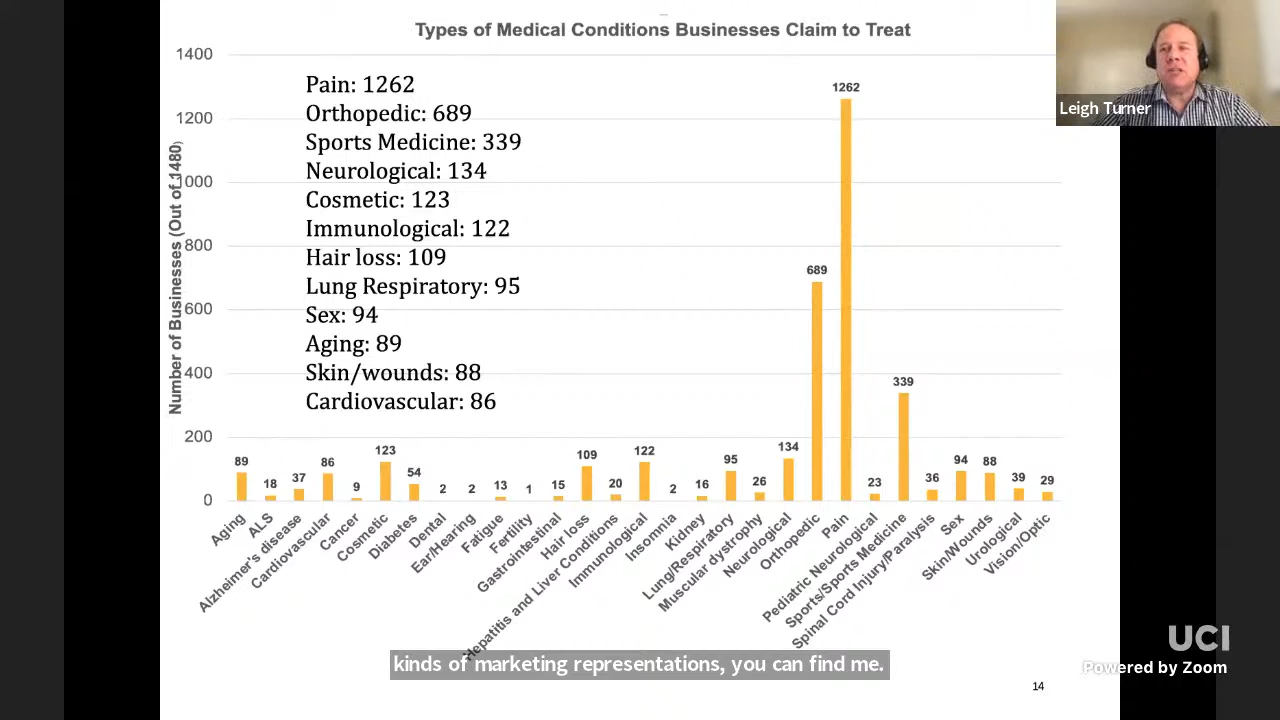 Types of Medical Conditions Businesses Claim to Treat
Leigh Turner
Number of Businesses (Out of 1480)
1400
1200
1000
800
600
400
200
0
Pain: 1262
Orthopedic: 689
Sports Medicine: 339
Neurological: 134
Cosmetic: 123
Immunological: 122
Hair loss: 109
Lung Respiratory: 95
Sex: 94
Aging: 89
Skin/wounds: 88
Cardiovascular: 86
89
18
37
86
9
123
54
2
2
13
1
15
109
20
122
2
16
95
26
134
689
1262
23
339
36
94
88
39
29
Aging
ALS
Alzheimer's disease
Cardiovascular
Cancer
Cosmetic
Diabetes
Dental
Ear/Hearing
Fatigue
Fertility
Gastrointestinal
Hair loss
Hepatitis and Liver Conditions
Immunological
Insomnia
Kidney
Lung/Respiratory
Muscular dystrophy
Neurological
Orthopedic
Pain
Pediatric Neurological
Sports/Sports Medicine
Spinal Cord Injury/Paralysis
Sex
Skin/Wounds
Urological
Vision/Optic
kinds of marketing representations, you can find me.
UCI
Powered by Zoom
14